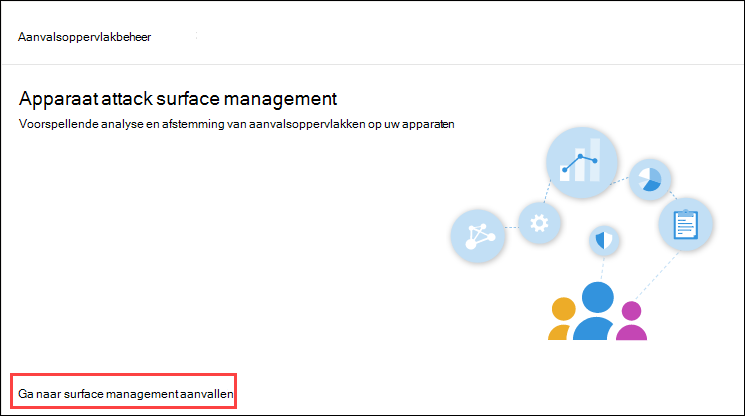 Aanvalsoppervlakbeheer
Apparaat attack surface management
Voorspellende analyse en afstemming van aanvalsoppervlakken op uw apparaten
Ga naar surface management aanvallen